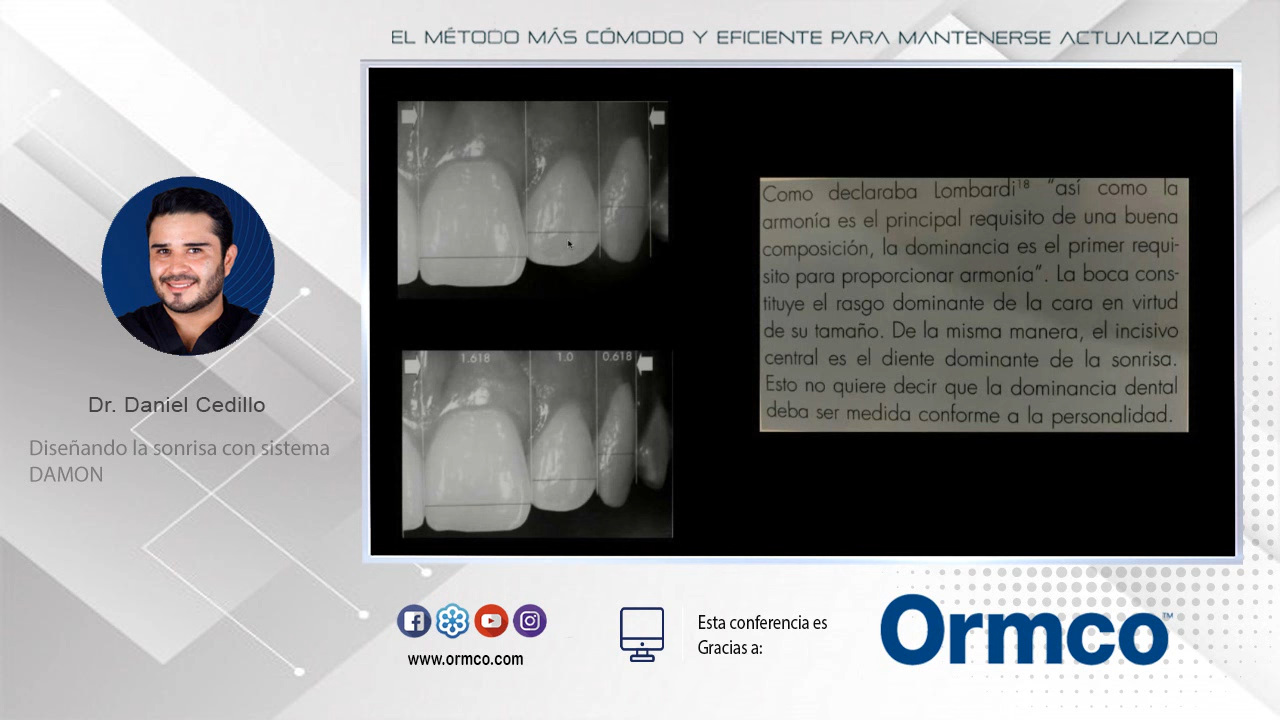 EL MÉTODO MÁS CÓMODO Y EFICIENTE PARA MANTENERSE ACTUALIZADO
1.618 1.0 0.618
Como declaraba Lombardi¹⁸ “así como la
armonía es el principal requisito de una buena
composición, la dominancia es el primer requi-
sito para proporcionar armonía”. La boca cons-
tituye el rasgo dominante de la cara en virtud
de su tamaño. De la misma manera, el incisivo
central es el diente dominante de la sonrisa.
Esto no quiere decir que la dominancia dental
deba ser medida conforme a la personalidad.
Dr. Daniel Cedillo
Diseñando la sonrisa con sistema
DAMON
www.ormco.com
Esta conferencia es
Gracias a:
Ormco™